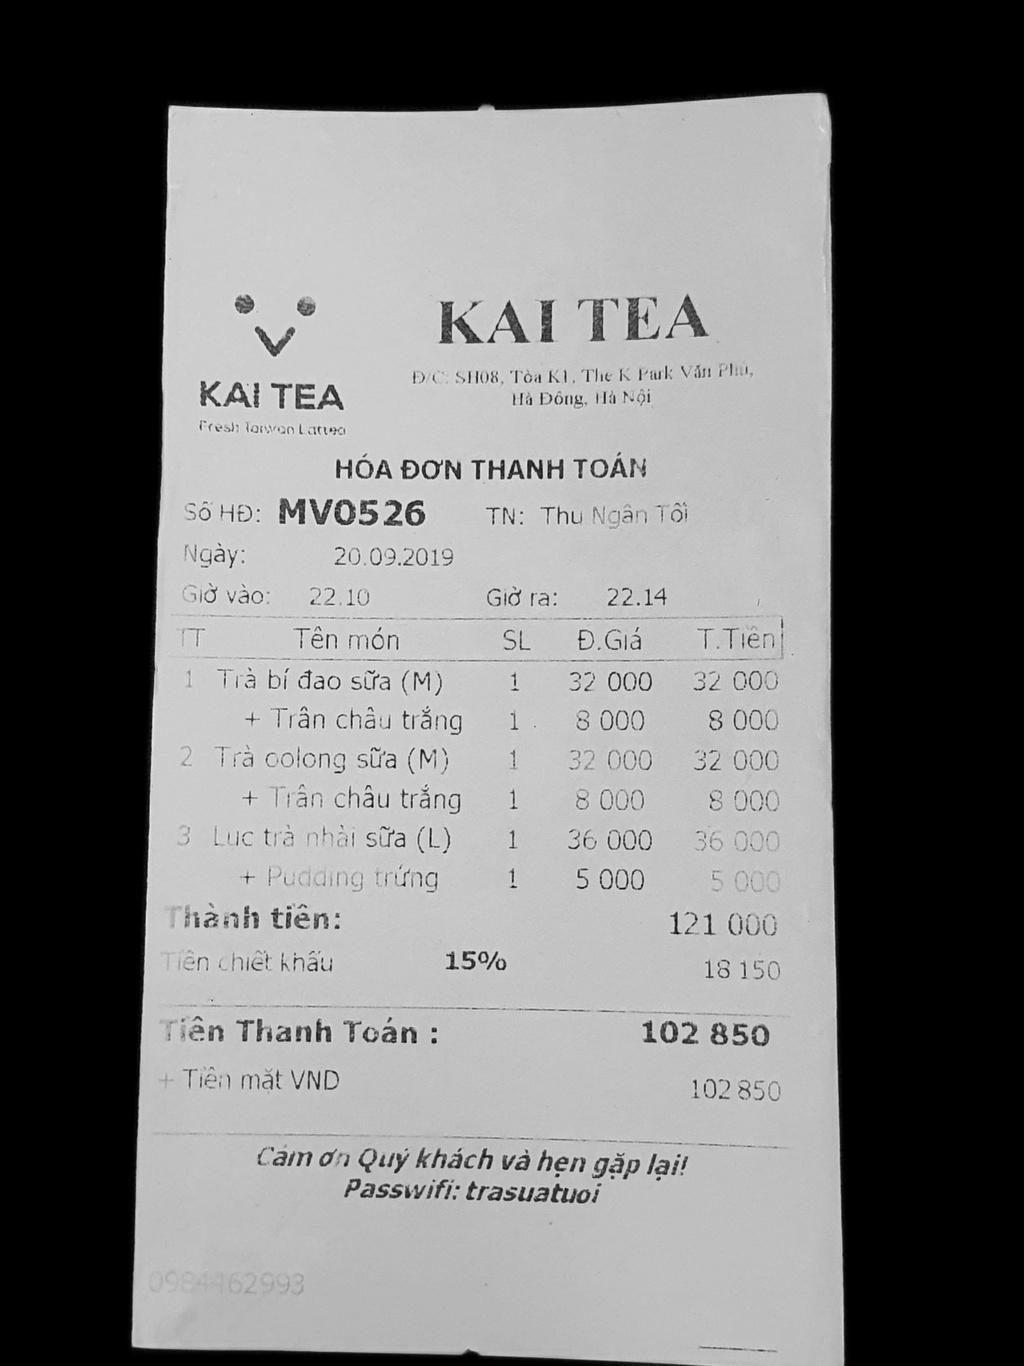 KAI TEA
Đ/C: SH08, Tòa K1, The K Park Văn Phú,
Hà Đông, Hà Nội
KAI TEA
Fresh Taiwan Lattea
HÓA ĐƠN THANH TOÁN
Số HĐ: MV0526 TN: Thu Ngân Tối
Ngày: 20.09.2019
Giờ vào: 22.10 Giờ ra: 22.14
TT Tên món SL Đ.Giá T.Tiền
1 Trà bí đao sữa (M) 1 32 000 32 000
+ Trân châu trắng 1 8 000 8 000
2 Trà oolong sữa (M) 1 32 000 32 000
+ Trân châu trắng 1 8 000 8 000
3 Luc trà nhài sữa (L) 1 36 000 36 000
+ Pudding trứng 1 5 000 5 000
Thành tiền: 121 000
Tiền chiết khấu 15% 18 150
Tiền Thanh Toán : 102 850
+ Tiền mặt VND 102 850
Cảm ơn Quý khách và hẹn gặp lại!
Passwifi: trasuatuoi
0984462993